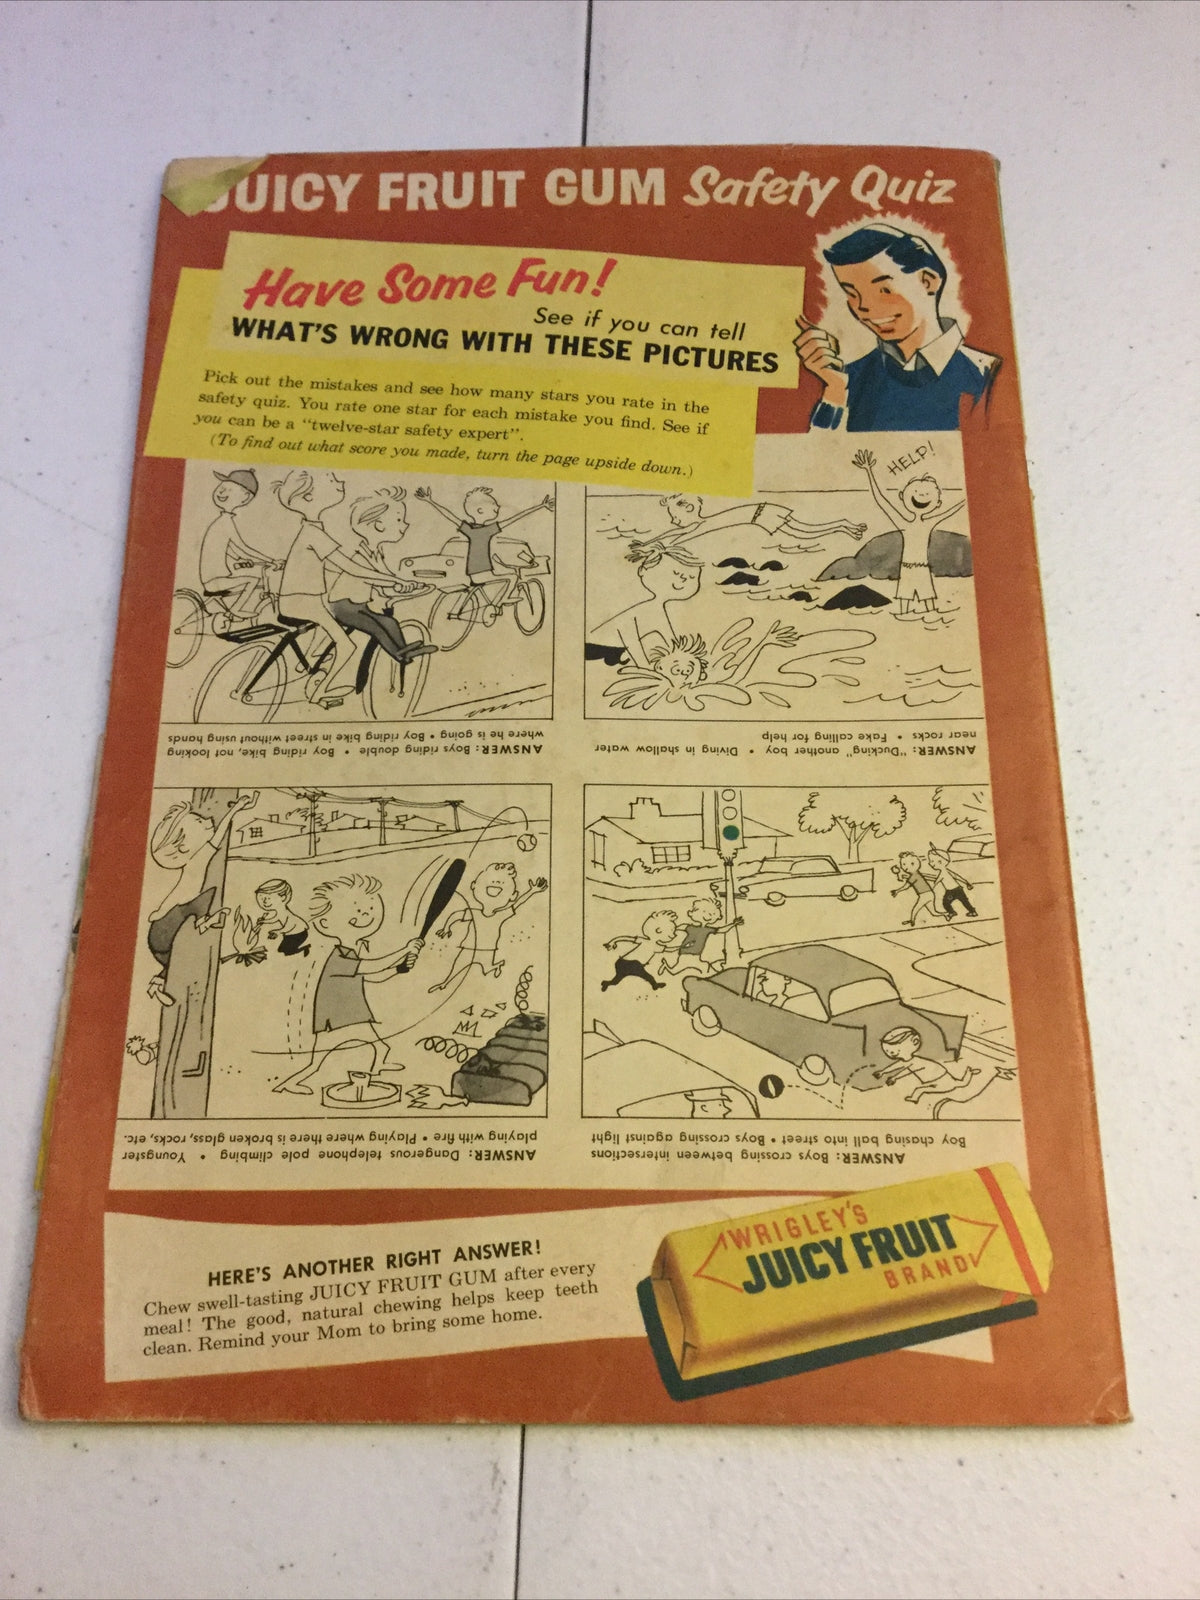 JUICY FRUIT GUM Safety Quiz
Have Some Fun!
See if you can tell
WHAT'S WRONG WITH THESE PICTURES
Pick out the mistakes and see how many stars you rate in the
safety quiz. You rate one star for each mistake you find. See if
you can be a "twelve-star safety expert".
(To find out what score you made, turn the page upside down.)
HELP!
ANSWER: Boys riding double • Boy riding bike, not looking
where he is going • Boy riding bike in street without using hands
ANSWER: "Ducking" another boy • Diving in shallow water
near rocks • Fake calling for help
ANSWER: Dangerous telephone pole climbing • Youngster
playing with fire • Playing where there is broken glass, rocks, etc.
ANSWER: Boys crossing between intersections
Boy chasing ball into street • Boys crossing against light
HERE'S ANOTHER RIGHT ANSWER!
Chew swell-tasting JUICY FRUIT GUM after every
meal! The good, natural chewing helps keep teeth
clean. Remind your Mom to bring some home.
WRIGLEY'S
JUICY FRUIT
BRAND